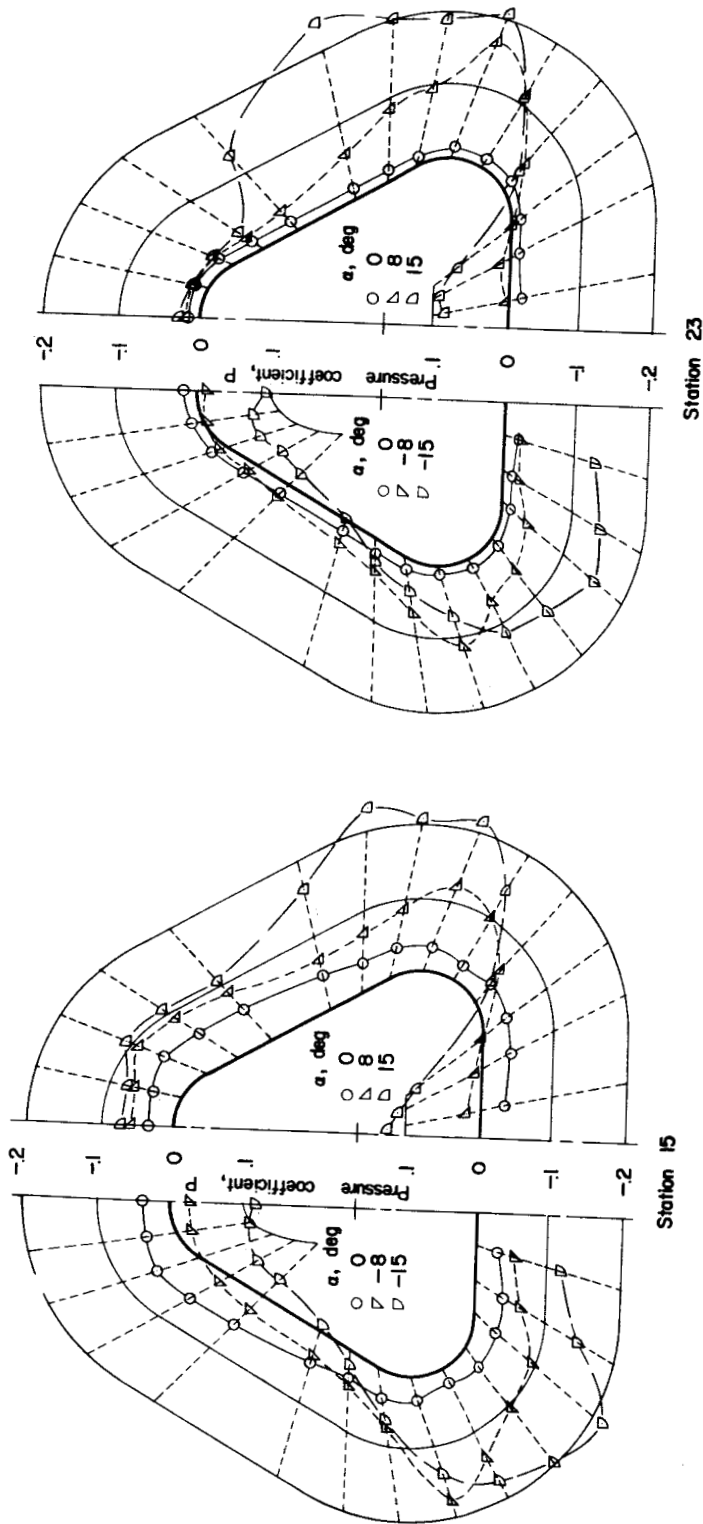 -.2
-.1
0
.1
Pressure
coefficient, P
α, deg
0
-8
-15
α, deg
0
8
15
.1
0
-.1
-.2
Station 15
-.2
-.1
0
.1
Pressure
coefficient, P
α, deg
0
-8
-15
α, deg
0
8
15
.1
0
-.1
-.2
Station 23